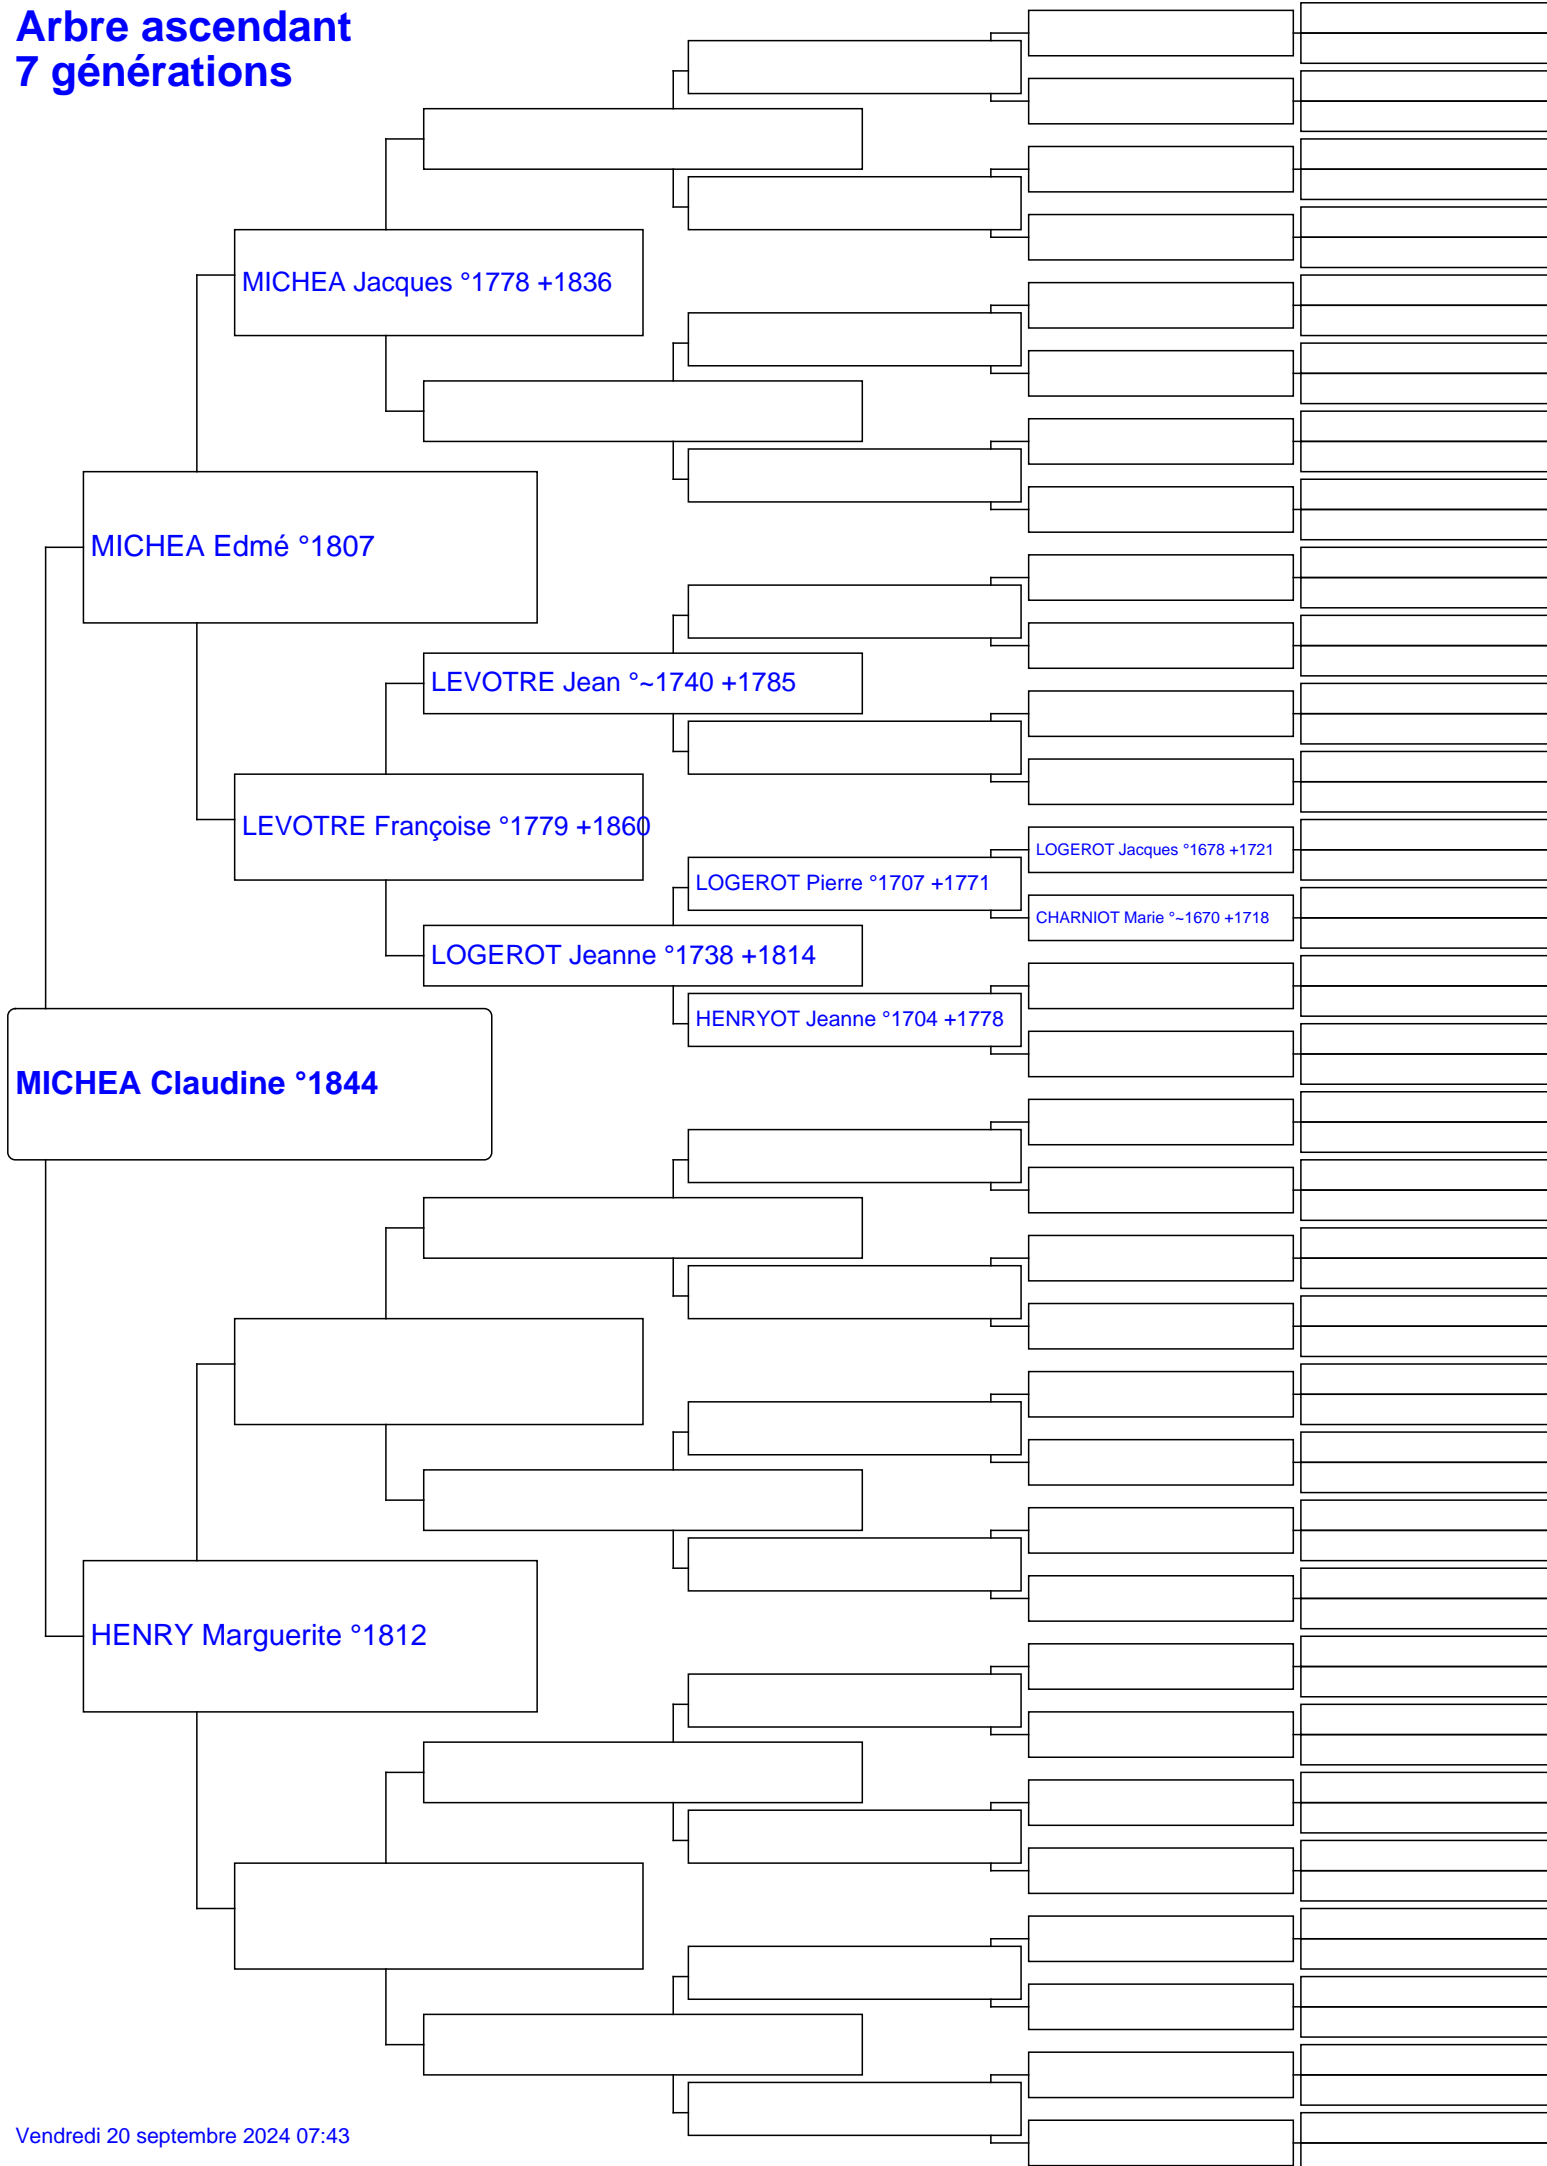 Arbre ascendant
7 générations
MICHEA Jacques °1778 +1836
MICHEA Edmé °1807
LEVOTRE Jean °~1740 +1785
LEVOTRE Françoise °1779 +1860
LOGEROT Jacques °1678 +1721
LOGEROT Pierre °1707 +1771
CHARNIOT Marie °~1670 +1718
LOGEROT Jeanne °1738 +1814
HENRYOT Jeanne °1704 +1778
MICHEA Claudine °1844
HENRY Marguerite °1812
Vendredi 20 septembre 2024 07:43